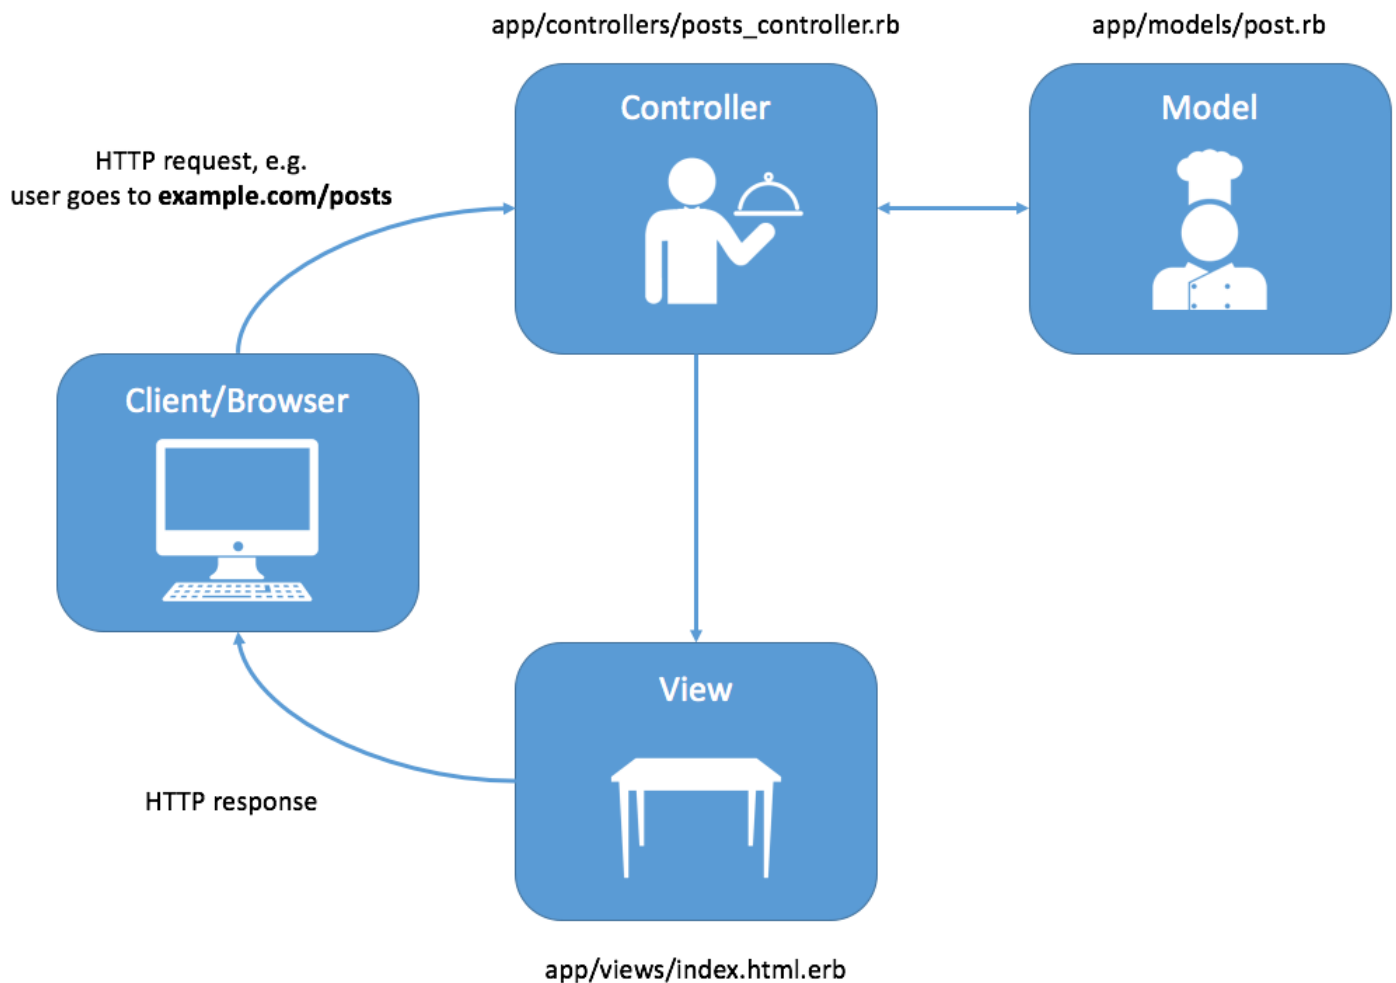 app/controllers/posts_controller.rb
app/models/post.rb
Controller
Model
HTTP request, e.g.
user goes to example.com/posts
Client/Browser
View
HTTP response
app/views/index.html.erb